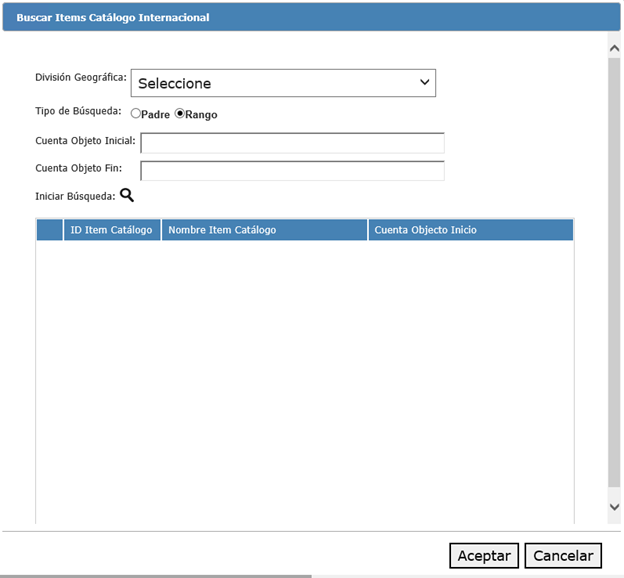 Buscar Items Catálogo Internacional
División Geográfica: Seleccione
Tipo de Búsqueda: Padre Rango
Cuenta Objeto Inicial:
Cuenta Objeto Fin:
Iniciar Búsqueda:
ID Item Catálogo Nombre Item Catálogo Cuenta Objecto Inicio
Aceptar Cancelar